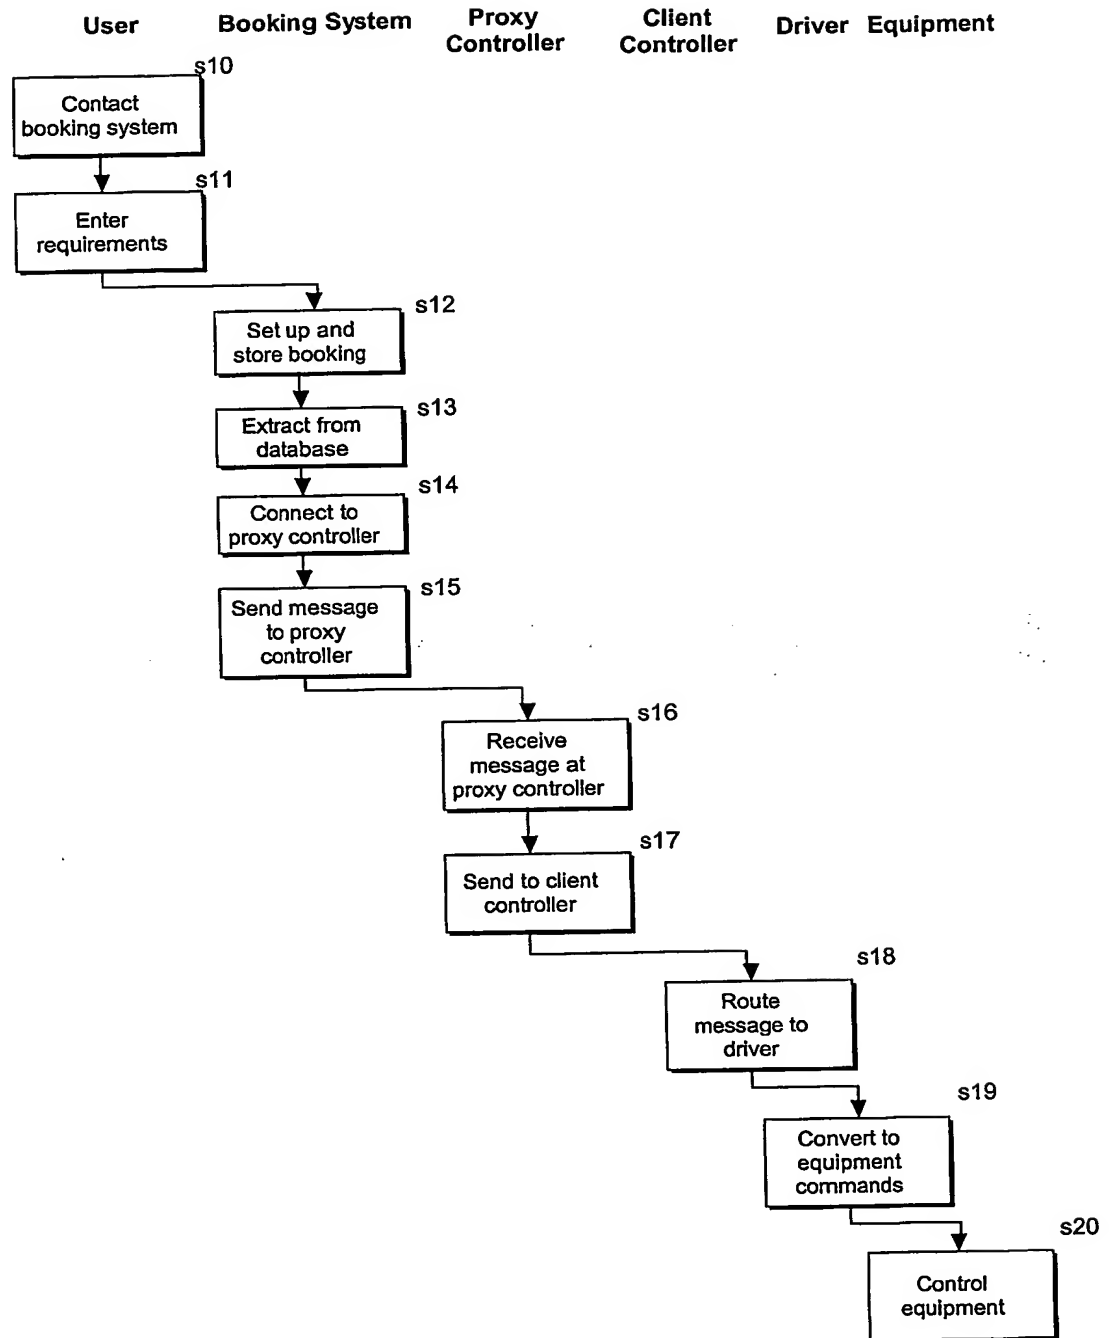 User
Booking System
Proxy
Controller
Client
Controller
Driver
Equipment
s10
Contact
booking system
s11
Enter
requirements
s12
Set up and
store booking
s13
Extract from
database
s14
Connect to
proxy controller
s15
Send message
to proxy
controller
s16
Receive
message at
proxy controller
s17
Send to client
controller
s18
Route
message to
driver
s19
Convert to
equipment
commands
s20
Control
equipment